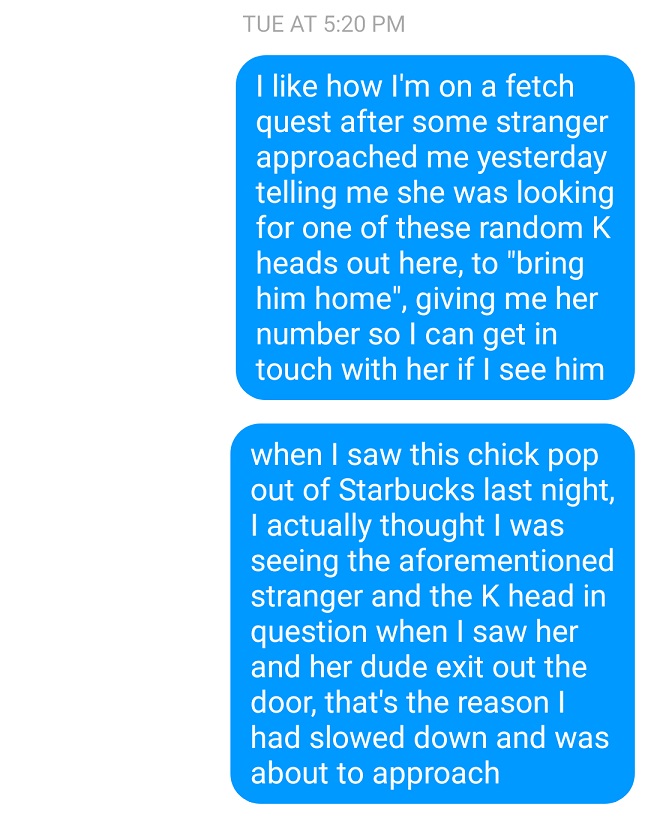 TUE AT 5:20 PM
I like how I'm on a fetch
quest after some stranger
approached me yesterday
telling me she was looking
for one of these random K
heads out here, to "bring
him home", giving me her
number so I can get in
touch with her if I see him
when I saw this chick pop
out of Starbucks last night,
I actually thought I was
seeing the aforementioned
stranger and the K head in
question when I saw her
and her dude exit out the
door, that's the reason I
had slowed down and was
about to approach